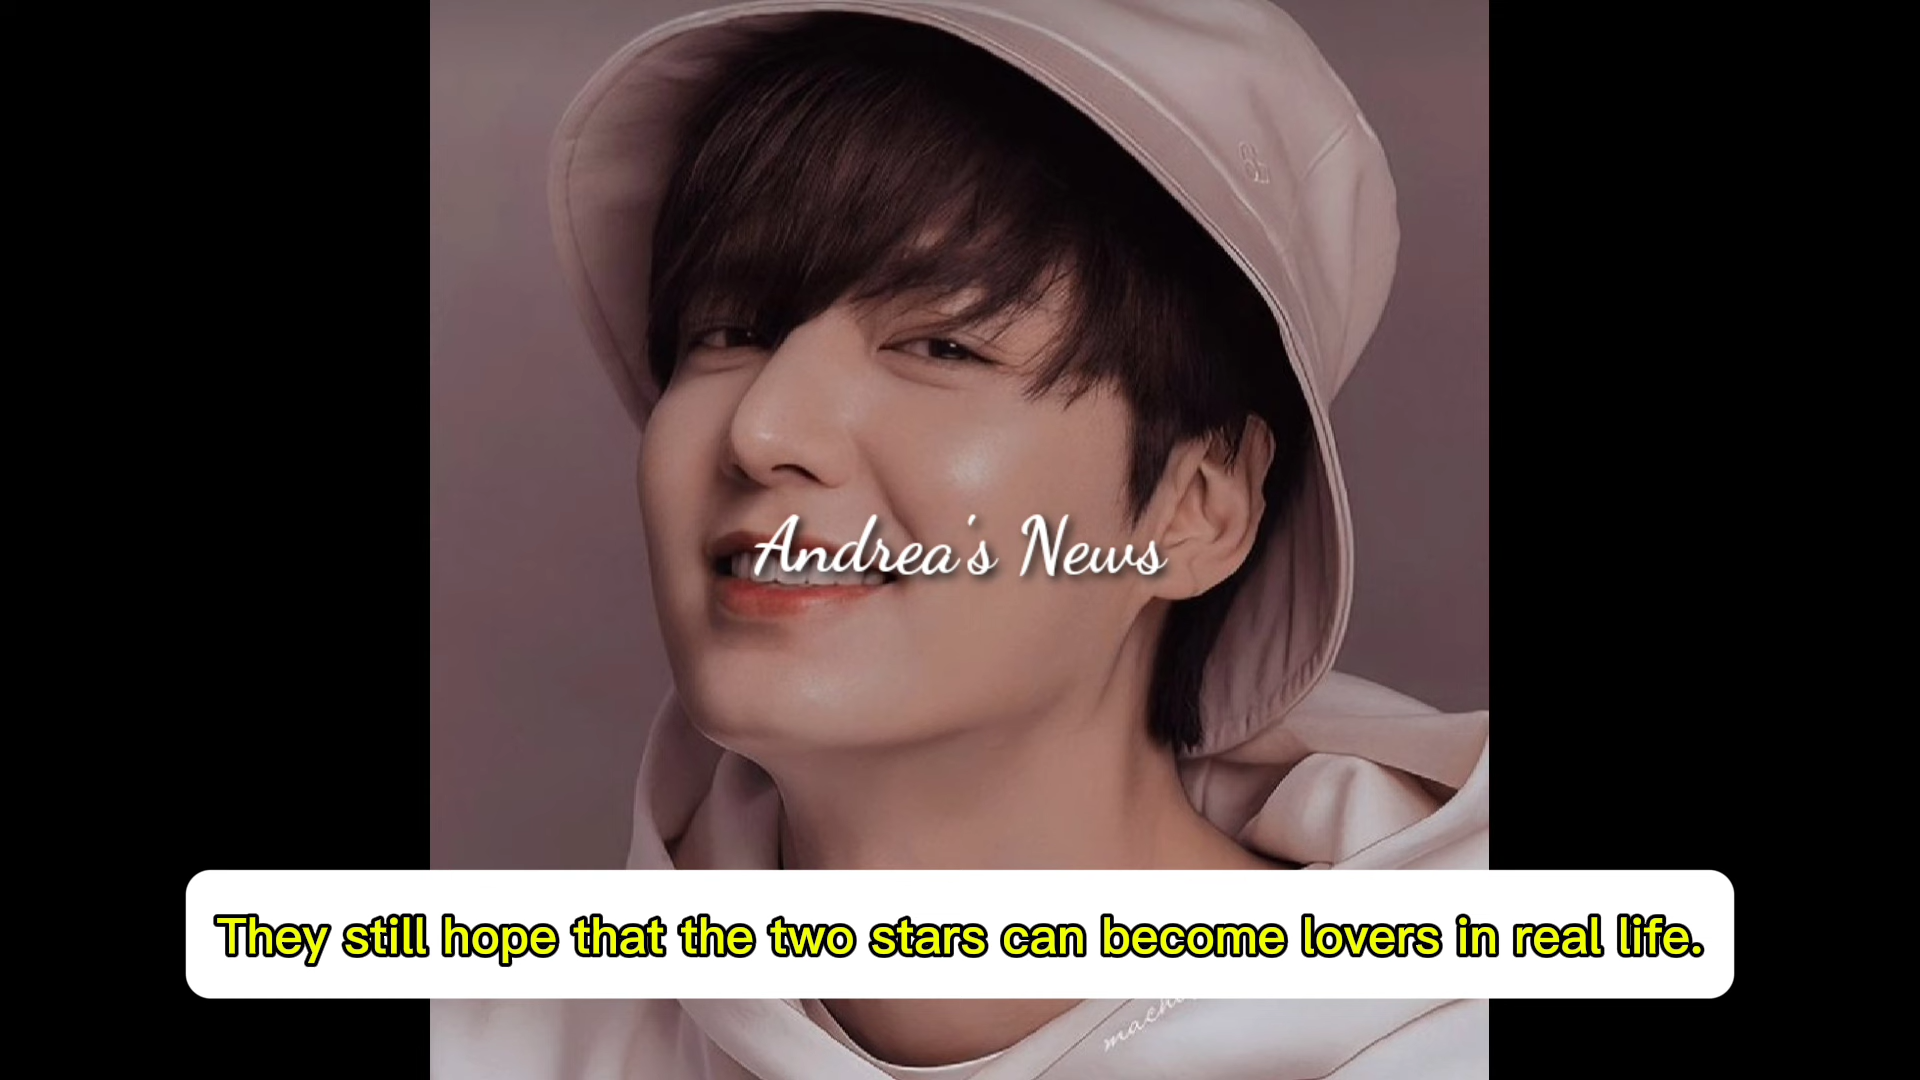 Andrea's News
They still hope that the two stars can become lovers in real life.